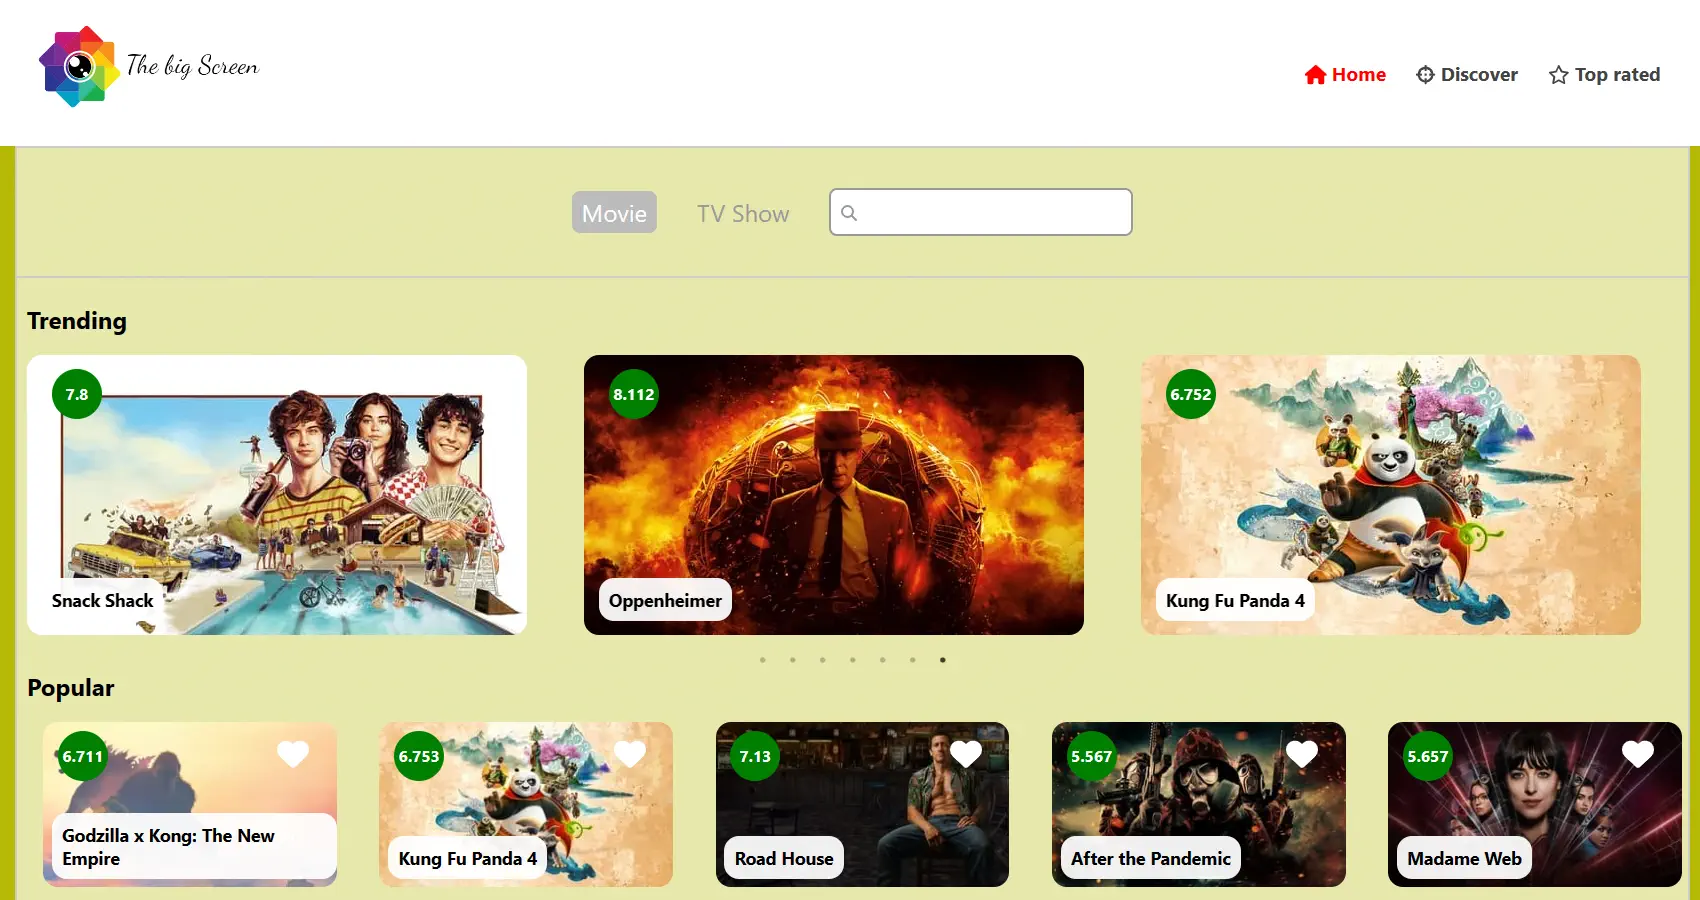 The big Screen
Home
Discover
Top rated
Movie
TV Show
Trending
7.8
Snack Shack
8.112
Oppenheimer
6.752
Kung Fu Panda 4
Popular
6.711
Godzilla x Kong: The New
Empire
6.753
Kung Fu Panda 4
7.13
Road House
5.567
After the Pandemic
5.657
Madame Web